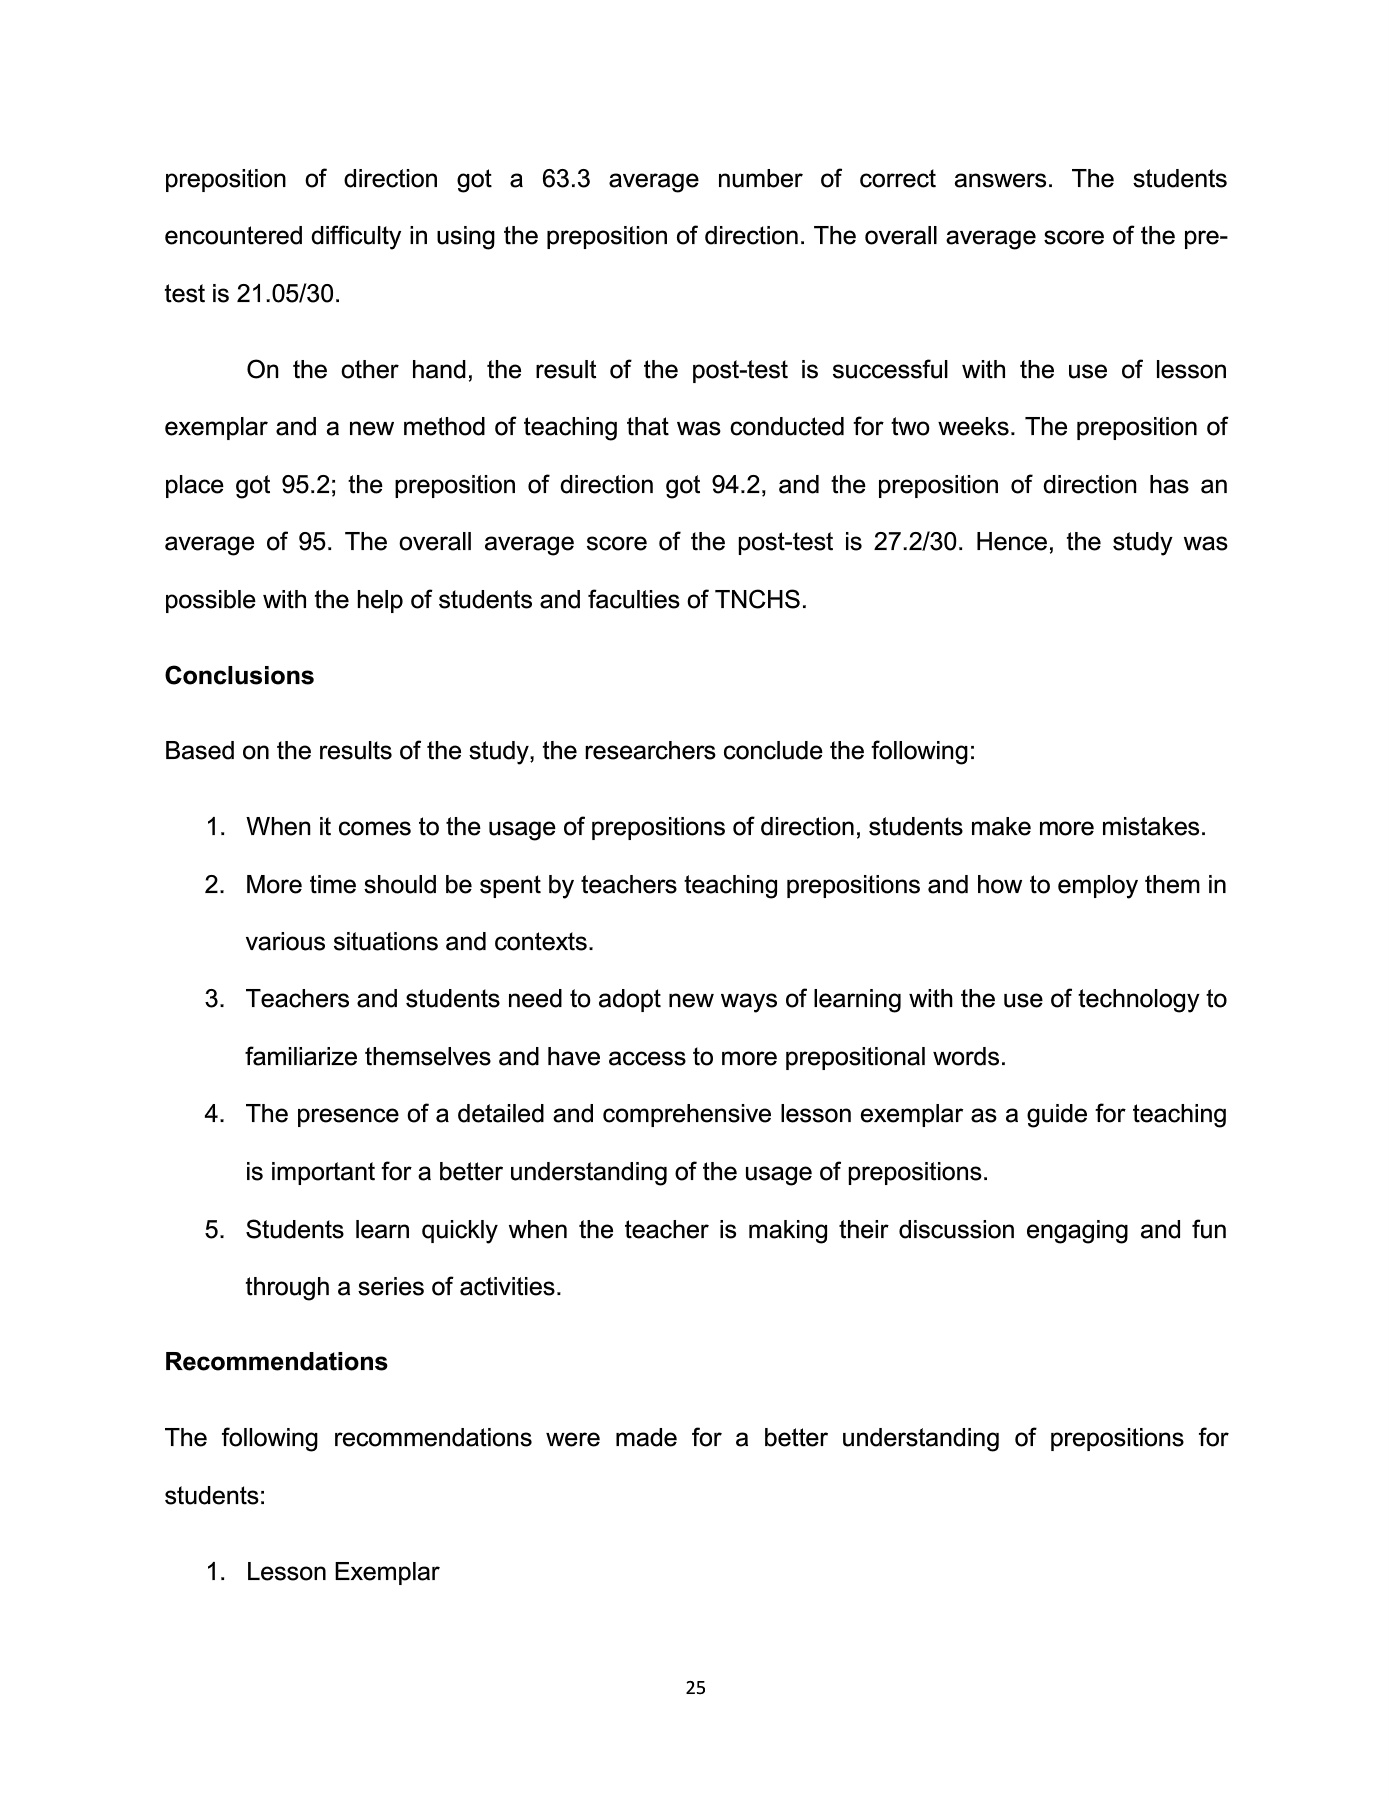 preposition of direction got a 63.3 average number of correct answers. The students
encountered difficulty in using the preposition of direction. The overall average score of the pre-
test is 21.05/30.
On the other hand, the result of the post-test is successful with the use of lesson
exemplar and a new method of teaching that was conducted for two weeks. The preposition of
place got 95.2; the preposition of direction got 94.2, and the preposition of direction has an
average of 95. The overall average score of the post-test is 27.2/30. Hence, the study was
possible with the help of students and faculties of TNCHS.
Conclusions
Based on the results of the study, the researchers conclude the following:
1. When it comes to the usage of prepositions of direction, students make more mistakes.
2. More time should be spent by teachers teaching prepositions and how to employ them in
various situations and contexts.
3. Teachers and students need to adopt new ways of learning with the use of technology to
familiarize themselves and have access to more prepositional words.
4. The presence of a detailed and comprehensive lesson exemplar as a guide for teaching
is important for a better understanding of the usage of prepositions.
5. Students learn quickly when the teacher is making their discussion engaging and fun
through a series of activities.
Recommendations
The following recommendations were made for a better understanding of prepositions for
students:
1. Lesson Exemplar
25